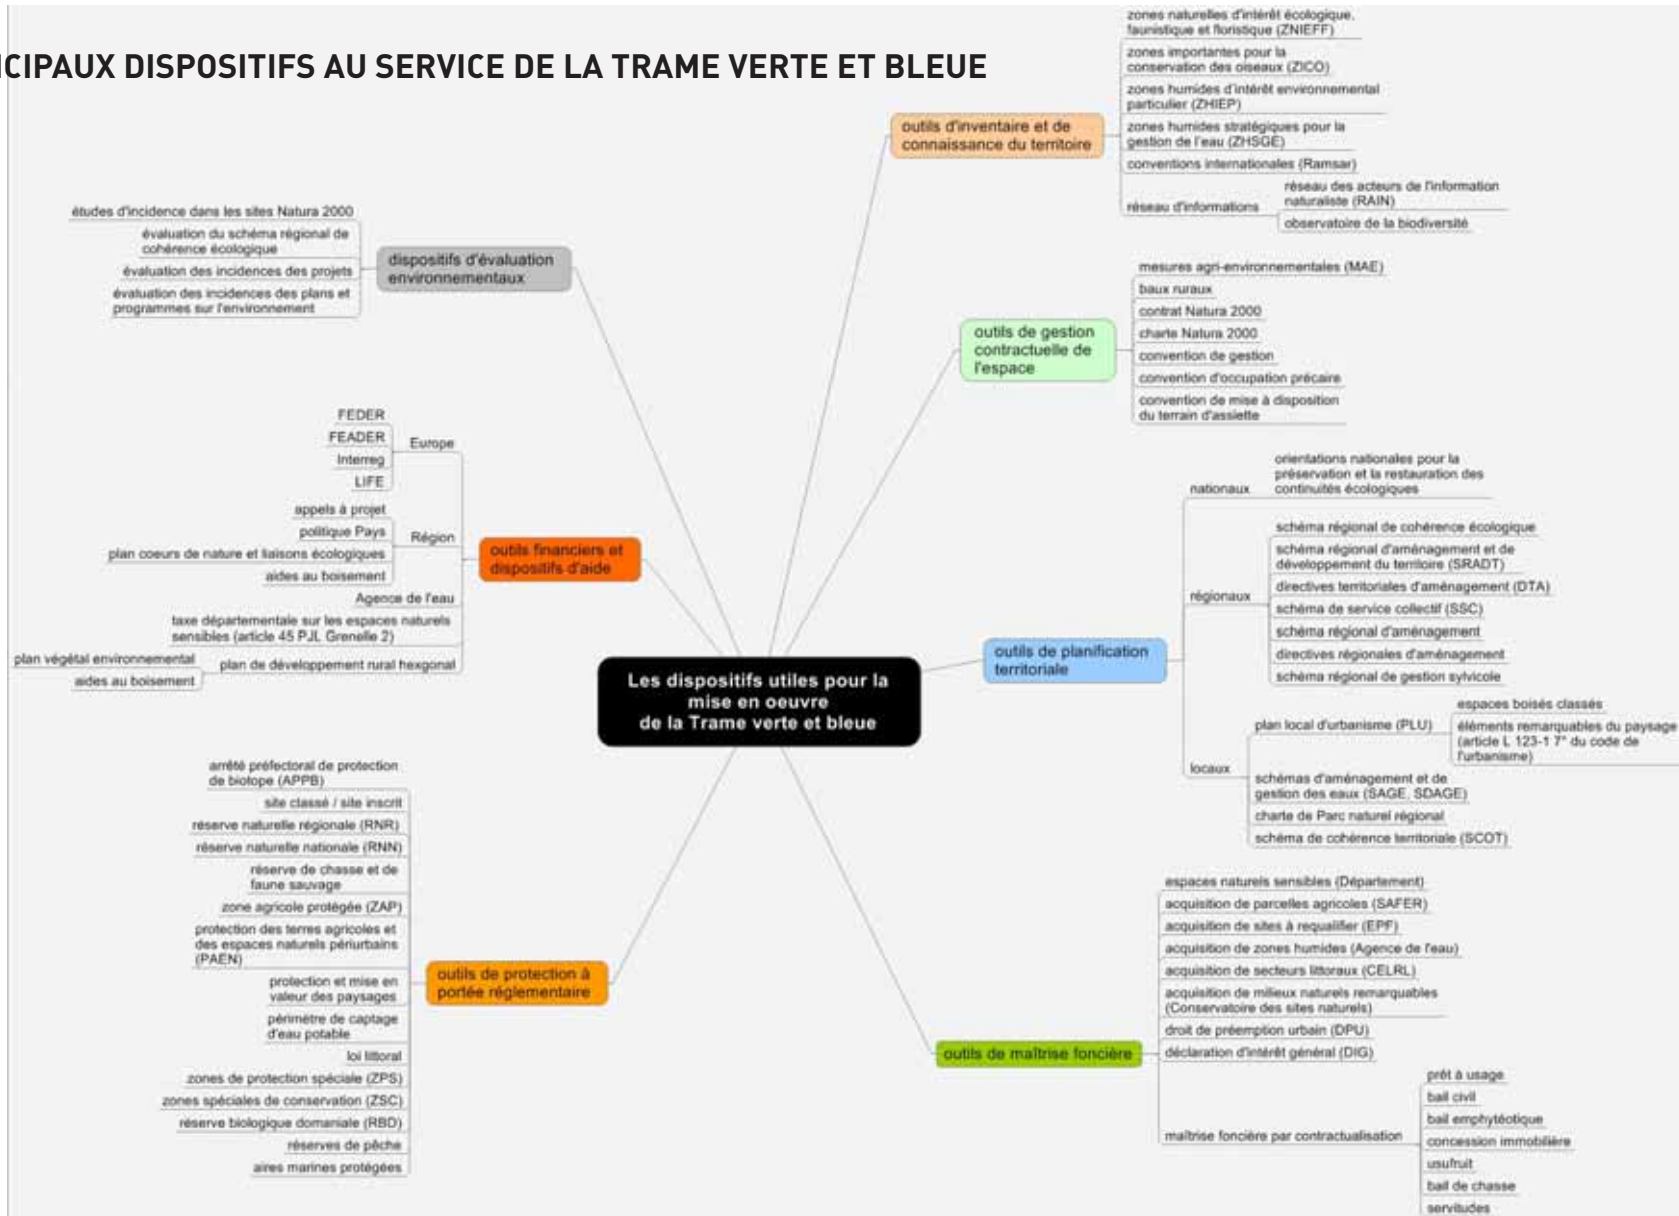 CIPAUX DISPOSITIFS AU SERVICE DE LA TRAME VERTE ET BLEUE
Les dispositifs utiles pour la
mise en oeuvre
de la Trame verte et bleue
outils d'inventaire et de
connaissance du territoire
zones naturelles d'intérêt écologique,
faunistique et floristique (ZNIEFF)
zones importantes pour la
conservation des oiseaux (ZICO)
zones humides d'intérêt environnemental
particulier (ZHIEP)
zones humides stratégiques pour la
gestion de l'eau (ZHSGE)
conventions internationales (Ramsar)
réseau d'informations
réseau des acteurs de l'information
naturaliste (RAIN)
observatoire de la biodiversité
outils de gestion
contractuelle de
l'espace
mesures agri-environnementales (MAE)
baux ruraux
contrat Natura 2000
charte Natura 2000
convention de gestion
convention d'occupation précaire
convention de mise à disposition
du terrain d'assiette
outils de planification
territoriale
nationaux
orientations nationales pour la
préservation et la restauration des
continuités écologiques
régionaux
schéma régional de cohérence écologique
schéma régional d'aménagement et de
développement du territoire (SRADT)
directives territoriales d'aménagement (DTA)
schéma de service collectif (SSC)
schéma régional d'aménagement
directives régionales d'aménagement
schéma régional de gestion sylvicole
locaux
plan local d'urbanisme (PLU)
espaces boisés classés
éléments remarquables du paysage
(article L 123-1 7° du code de
l'urbanisme)
schémas d'aménagement et de
gestion des eaux (SAGE, SDAGE)
charte de Parc naturel régional
schéma de cohérence territoriale (SCOT)
outils de maîtrise foncière
espaces naturels sensibles (Département)
acquisition de parcelles agricoles (SAFER)
acquisition de sites à requalifier (EPF)
acquisition de zones humides (Agence de l'eau)
acquisition de secteurs littoraux (CELRL)
acquisition de milieux naturels remarquables
(Conservatoire des sites naturels)
droit de préemption urbain (DPU)
déclaration d'intérêt général (DIG)
maîtrise foncière par contractualisation
prêt à usage
bail civil
bail emphytéotique
concession immobilière
usufruit
bail de chasse
servitudes
dispositifs d'évaluation
environnementaux
études d'incidence dans les sites Natura 2000
évaluation du schéma régional de
cohérence écologique
évaluation des incidences des projets
évaluation des incidences des plans et
programmes sur l'environnement
outils financiers et
dispositifs d'aide
Europe
FEDER
FEADER
Interreg
LIFE
Région
appels à projet
politique Pays
plan coeurs de nature et liaisons écologiques
aides au boisement
Agence de l'eau
taxe départementale sur les espaces naturels
sensibles (article 45 PJL Grenelle 2)
plan de développement rural hexgonal
plan végétal environnemental
aides au boisement
outils de protection à
portée réglementaire
arrêté préfectoral de protection
de biotope (APPB)
site classé / site inscrit
réserve naturelle régionale (RNR)
réserve naturelle nationale (RNN)
réserve de chasse et de
faune sauvage
zone agricole protégée (ZAP)
protection des terres agricoles et
des espaces naturels périurbains
(PAEN)
protection et mise en
valeur des paysages
périmètre de captage
d'eau potable
loi littoral
zones de protection spéciale (ZPS)
zones spéciales de conservation (ZSC)
réserve biologique domaniale (RBD)
réserves de pêche
aires marines protégées